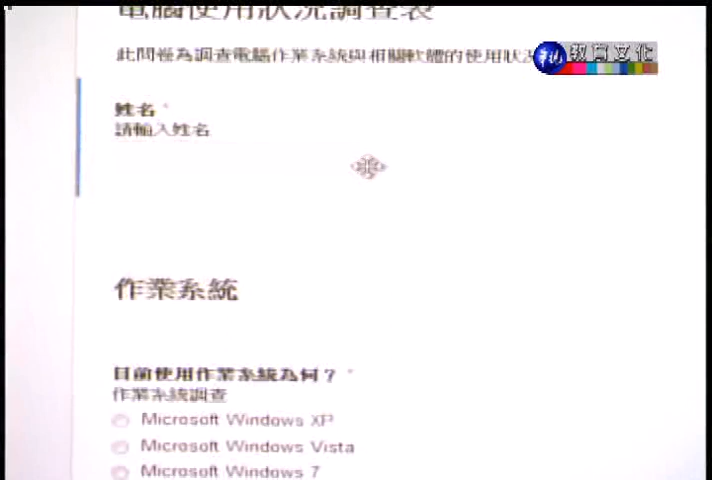 電腦使用狀況調查表
此問卷為調查電腦作業系統與相關軟體的使用狀況
教育文化
姓名 *
請輸入姓名
作業系統
目前使用作業系統為何？ *
作業系統調查
Microsoft Windows XP
Microsoft Windows Vista
Microsoft Windows 7